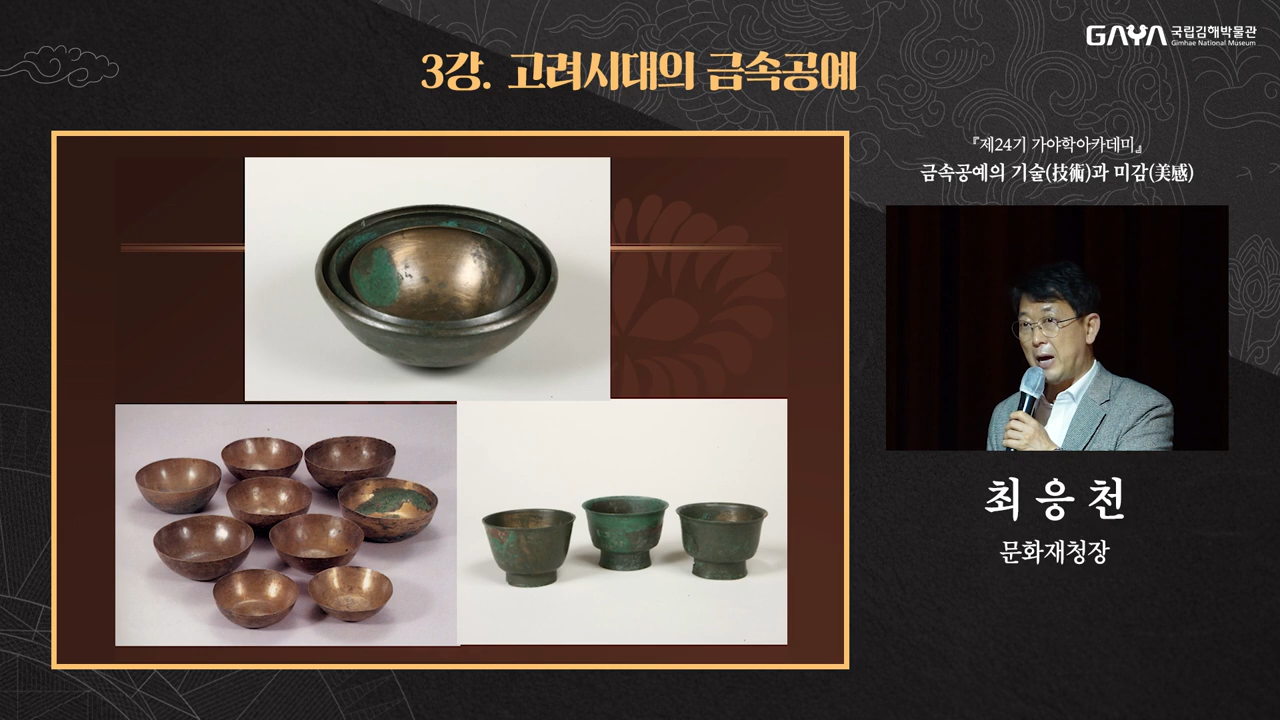 GAYA 국립김해박물관
Gimhae National Museum
3강. 고려시대의 금속공예
『제24기 가야학아카데미』
금속공예의 기술(技術)과 미감(美感)
최응천
문화재청장